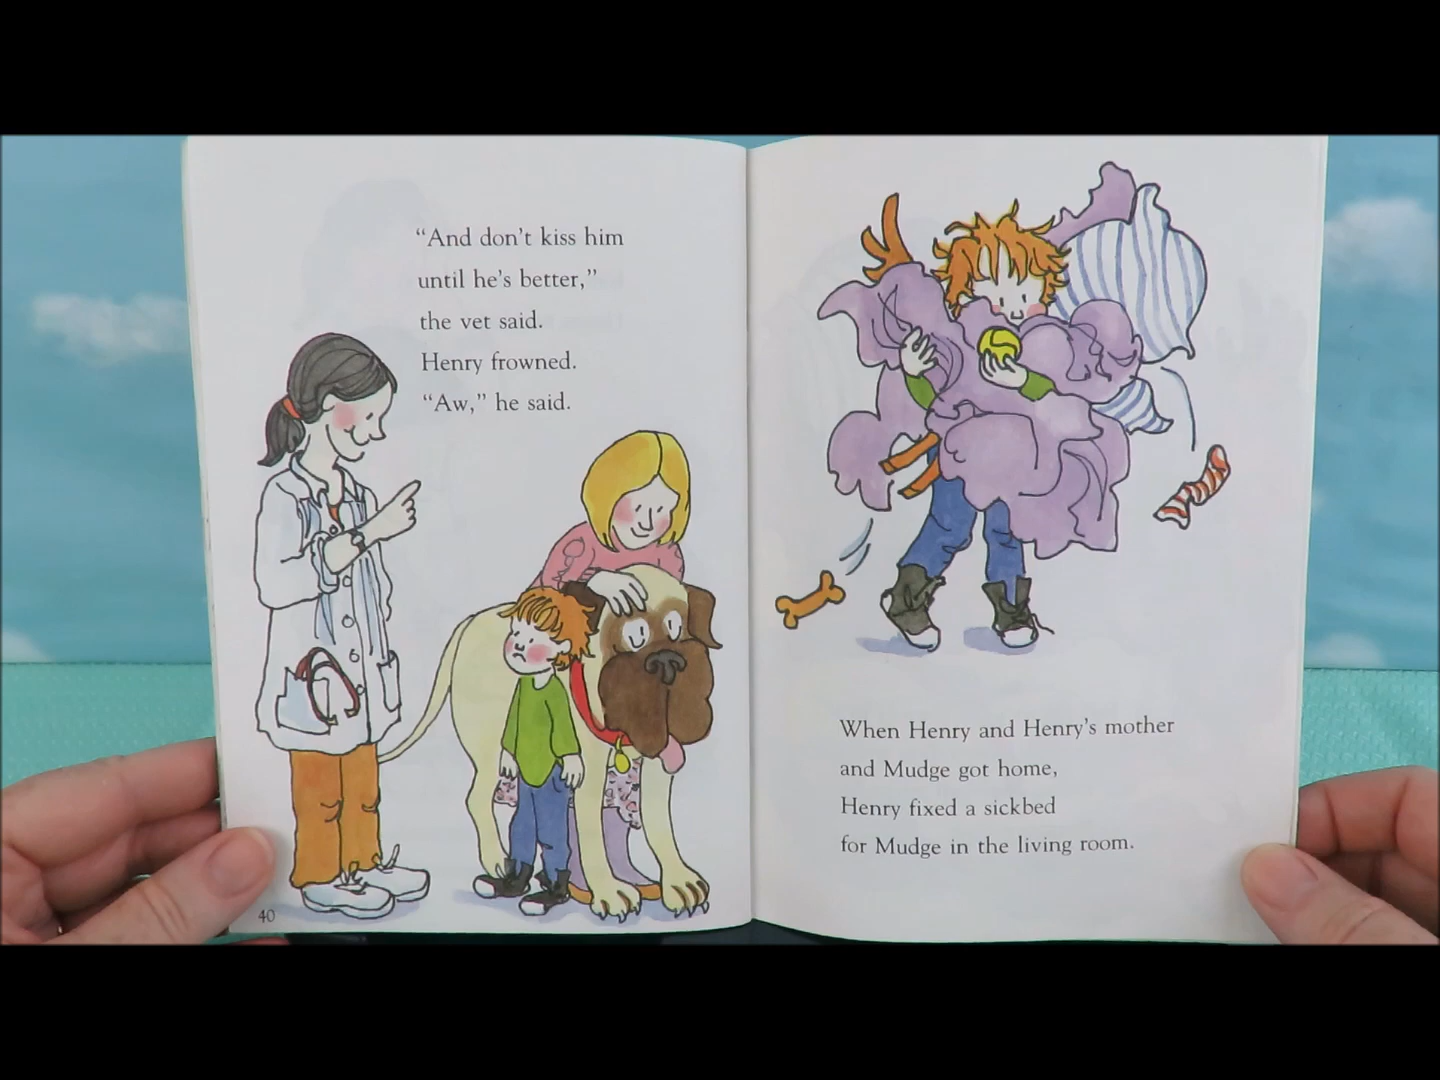 “And don’t kiss him
until he’s better,”
the vet said.
Henry frowned.
“Aw,” he said.
40
When Henry and Henry’s mother
and Mudge got home,
Henry fixed a sickbed
for Mudge in the living room.